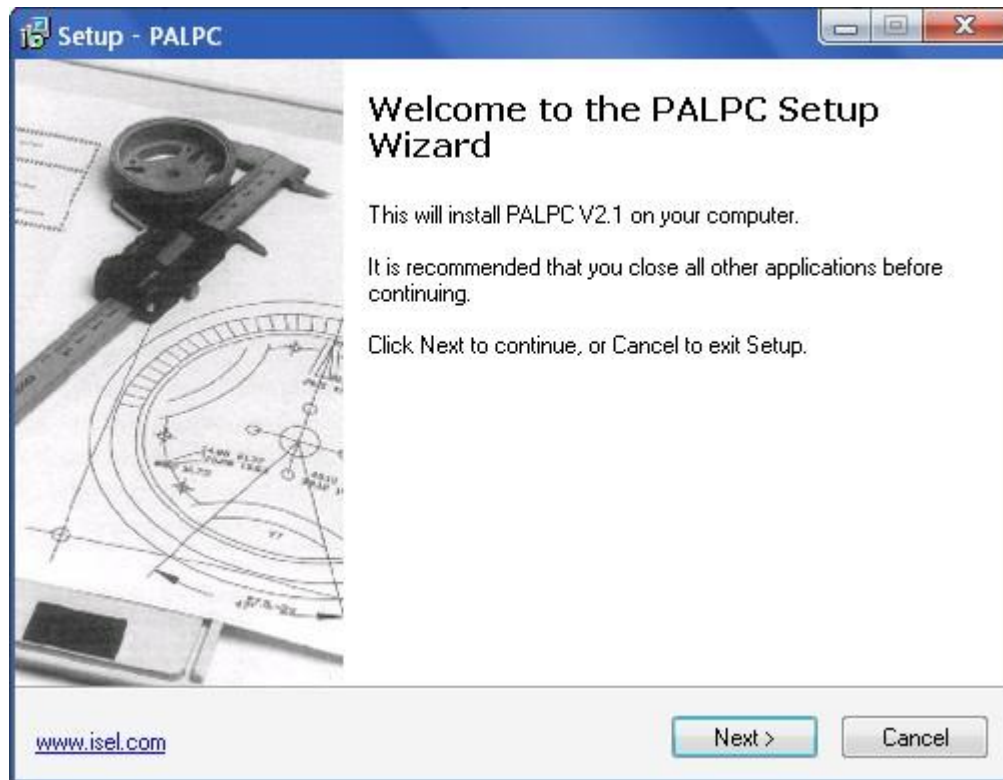 Setup - PALPC
Welcome to the PALPC Setup
Wizard
This will install PALPC V2.1 on your computer.
It is recommended that you close all other applications before
continuing.
Click Next to continue, or Cancel to exit Setup.
www.isel.com
Next >
Cancel